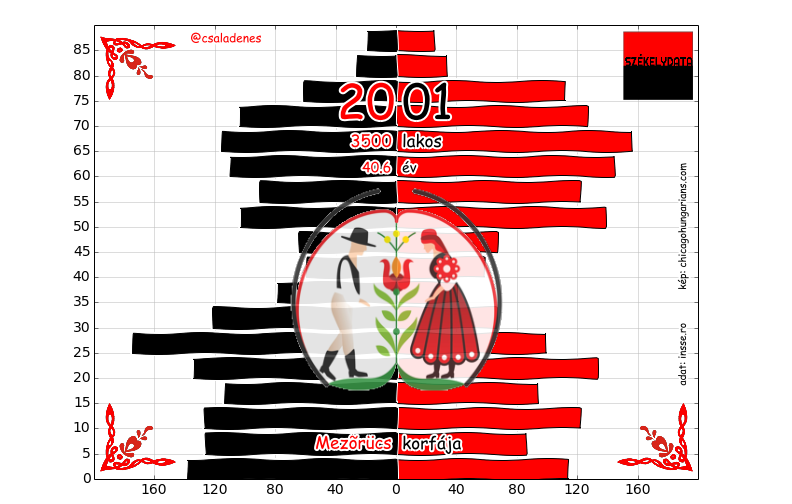 @csaladenes
SZÉKELYDATA
2001
3500 lakos
40.6 év
kép: chicagohungarians.com
adat: insse.ro
Mezőrücs korfája
85
80
75
70
65
60
55
50
45
40
35
30
25
20
15
10
5
0
160 120 80 40 0 40 80 120 160